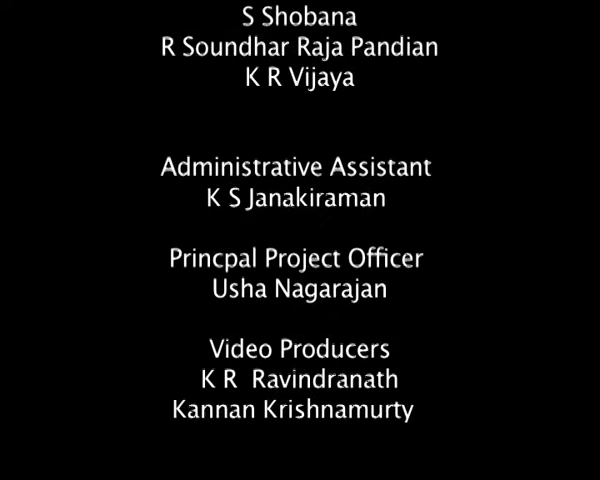 S Shobana
R Soundhar Raja Pandian
K R Vijaya
Administrative Assistant
K S Janakiraman
Princpal Project Officer
Usha Nagarajan
Video Producers
K R Ravindranath
Kannan Krishnamurty